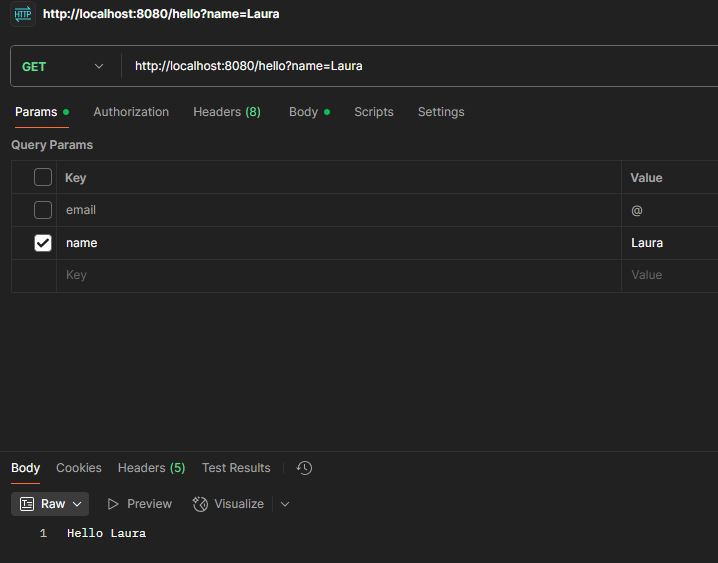 HTTP http://localhost:8080/hello?name=Laura
GET http://localhost:8080/hello?name=Laura
Params Authorization Headers (8) Body Scripts Settings
Query Params
Key Value
email @
name Laura
Key Value
Body Cookies Headers (5) Test Results
Raw Preview Visualize
1 Hello Laura